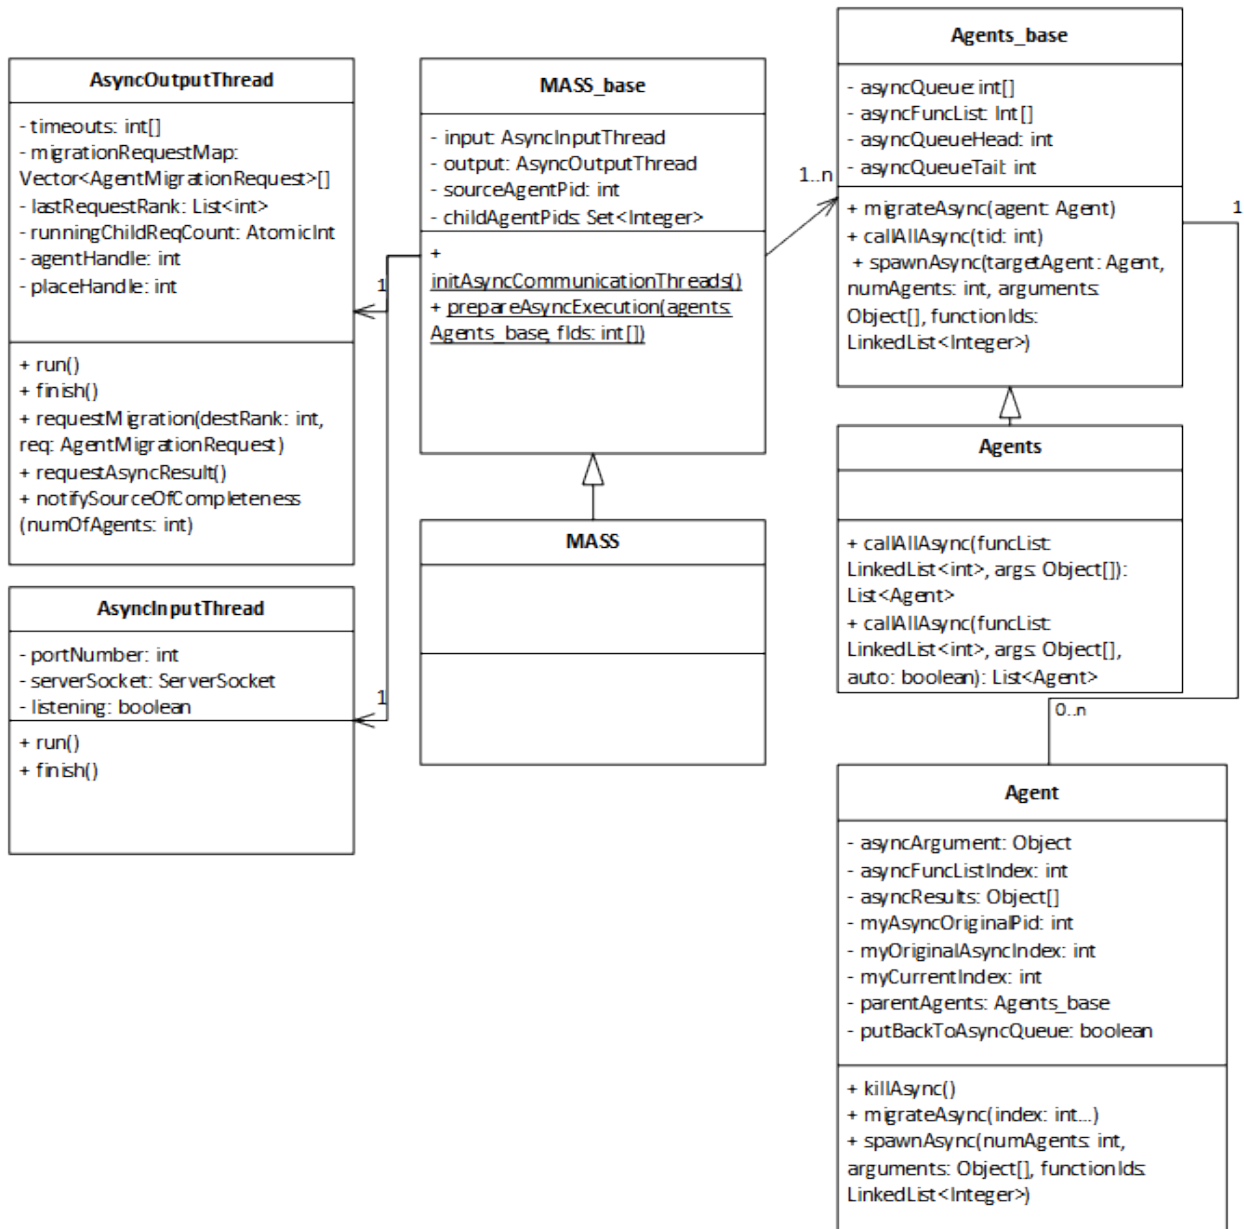 AsyncOutputThread
- timeouts: int[]
- migrationRequestMap:
Vector<AgentMigrationRequest>[]
- lastRequestRank: List<int>
- runningChildReqCount: AtomicInt
- agentHandle: int
- placeHandle: int
+ run()
+ finish()
+ requestMigration(destRank: int,
req: AgentMigrationRequest)
+ requestAsyncResult()
+ notifySourceOfCompleteness
(numOfAgents: int)
AsyncInputThread
- portNumber: int
- serverSocket: ServerSocket
- listening: boolean
+ run()
+ finish()
1
1
MASS_base
- input: AsyncInputThread
- output: AsyncOutputThread
- sourceAgentPid: int
- childAgentPids: Set<Integer>
+
initAsyncCommunicationThreads()
+ prepareAsyncExecution(agents:
Agents_base, fIds: int[])
MASS
1..n
Agents_base
- asyncQueue: int[]
- asyncFuncList: Int[]
- asyncQueueHead: int
- asyncQueueTail: int
+ migrateAsync(agent: Agent)
+ callAllAsync(tid: int)
+ spawnAsync(targetAgent: Agent,
numAgents: int, arguments:
Object[], functionIds:
LinkedList<Integer>)
1
Agents
+ callAllAsync(funcList:
LinkedList<int>, args: Object[]):
List<Agent>
+ callAllAsync(funcList:
LinkedList<int>, args: Object[],
auto: boolean): List<Agent>
0..n
Agent
- asyncArgument: Object
- asyncFuncListIndex: int
- asyncResults: Object[]
- myAsyncOriginalPid: int
- myOriginalAsyncIndex: int
- myCurrentIndex: int
- parentAgents: Agents_base
- putBackToAsyncQueue: boolean
+ killAsync()
+ migrateAsync(index: int...)
+ spawnAsync(numAgents: int,
arguments: Object[], functionIds:
LinkedList<Integer>)